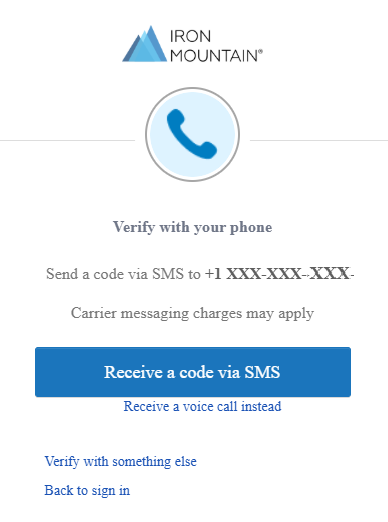 IRON
MOUNTAIN®
Verify with your phone
Send a code via SMS to +1 XXX-XXX--XXX-
Carrier messaging charges may apply
Receive a code via SMS
Receive a voice call instead
Verify with something else
Back to sign in